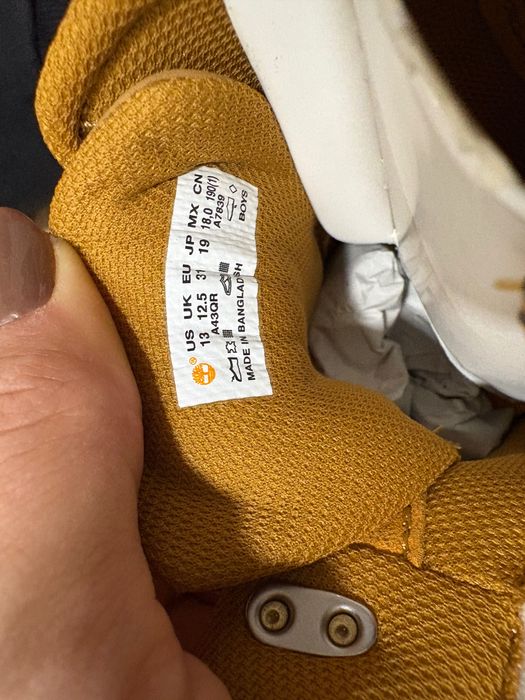 US UK EU JP MX CN
13 12.5 31 19 18.0 190(1)
A43QR A7839
BOYS
MADE IN BANGLADESH
®